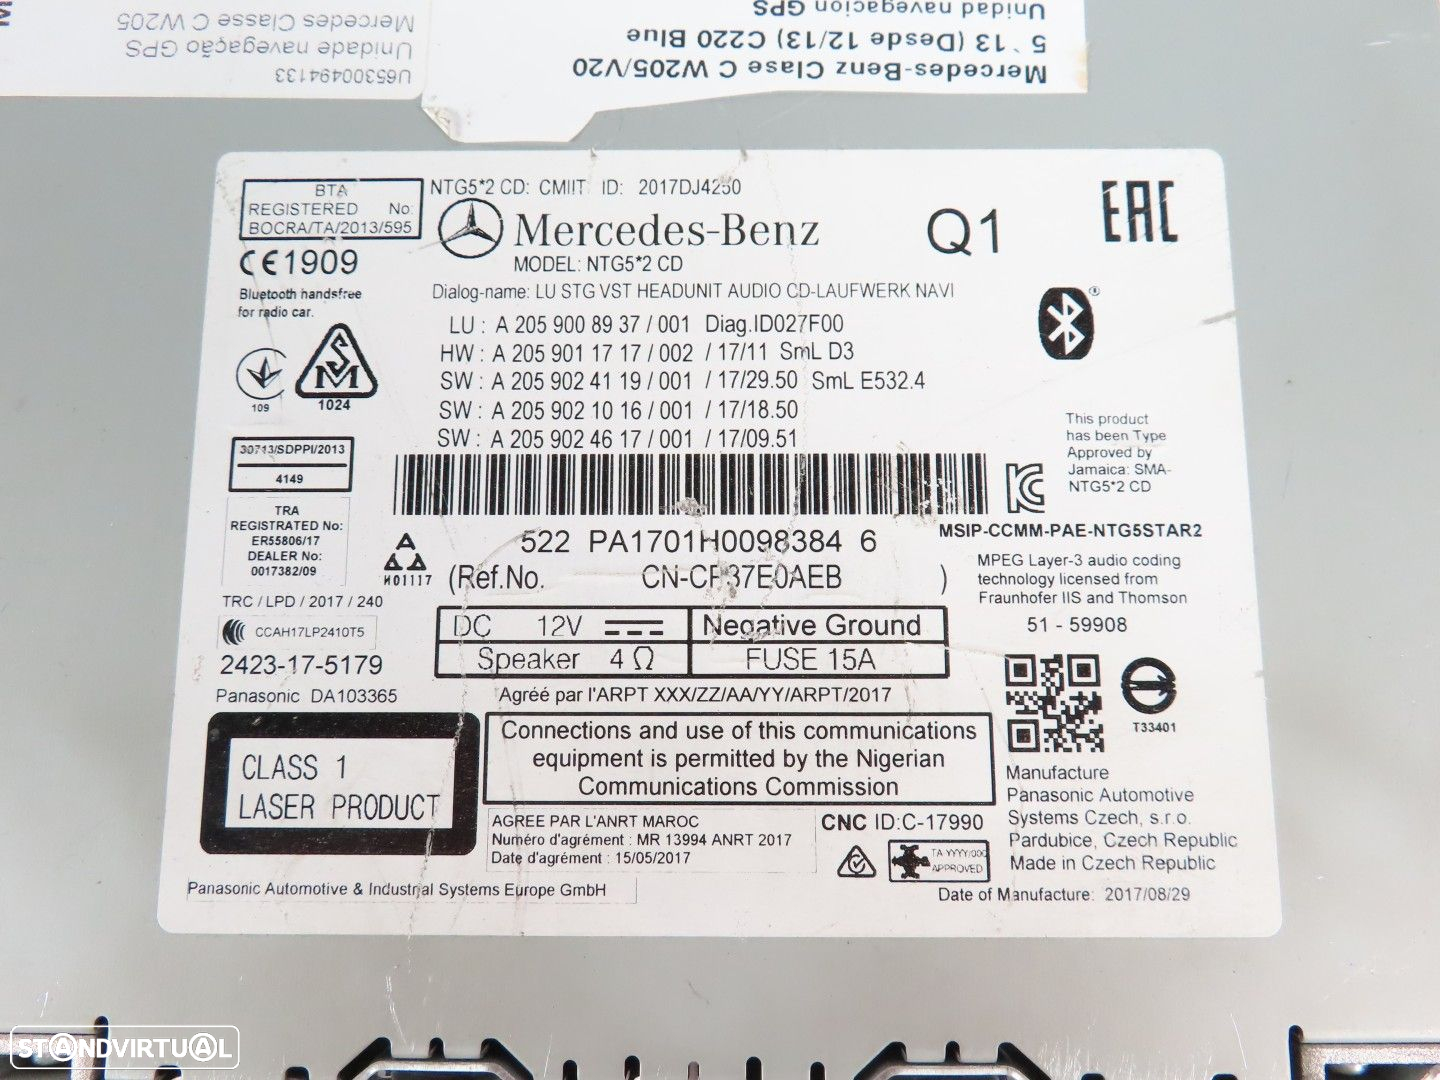 Unidad navegacion GPS
5`13 (Desde 12/13) C220 Blue
Mercedes-Benz Clase C W205/V20
Mercedes Classe C W205
Unidade navegação GPS
U65300494133
BTA
REGISTERED No:
BOCRA/TA/2013/595
NTG5*2 CD: CMIIT ID: 2017DJ4250
Mercedes-Benz
Q1
EAC
MODEL: NTG5*2 CD
CE1909
Bluetooth handsfree
for radio car.
Dialog-name: LU STG VST HEADUNIT AUDIO CD-LAUFWERK NAVI
LU : A 205 900 89 37 / 001 Diag.ID027F00
HW : A 205 901 17 17 / 002 / 17/11 SmL D3
SW : A 205 902 41 19 / 001 / 17/29.50 SmL E532.4
SW : A 205 902 10 16 / 001 / 17/18.50
SW : A 205 902 46 17 / 001 / 17/09.51
109
SM
1024
30713/SDPPI/2013
4149
This product
has been Type
Approved by
Jamaica: SMA-
NTG5*2 CD
TRA
REGISTRATED No:
ER55806/17
DEALER No:
0017382/09
H01117
522 PA1701H0098384 6
(Ref.No. CN-CF37E0AEB )
MSIP-CCMM-PAE-NTG5STAR2
MPEG Layer-3 audio coding
technology licensed from
Fraunhofer IIS and Thomson
51 - 59908
TRC / LPD / 2017 / 240
CCAH17LP2410T5
2423-17-5179
Panasonic DA103365
DC 12V
Negative Ground
Speaker 4 Ω
FUSE 15A
Agréé par l'ARPT XXX/ZZ/AA/YY/ARPT/2017
T33401
CLASS 1
LASER PRODUCT
Connections and use of this communications
equipment is permitted by the Nigerian
Communications Commission
Manufacture
Panasonic Automotive
Systems Czech, s.r.o.
Pardubice, Czech Republic
Made in Czech Republic
AGREE PAR L'ANRT MAROC
Numéro d'agrément : MR 13994 ANRT 2017
Date d'agrément : 15/05/2017
CNC ID:C-17990
TA YYYY/000
APPROVED
Panasonic Automotive & Industrial Systems Europe GmbH
Date of Manufacture: 2017/08/29
STANDVIRTUAL